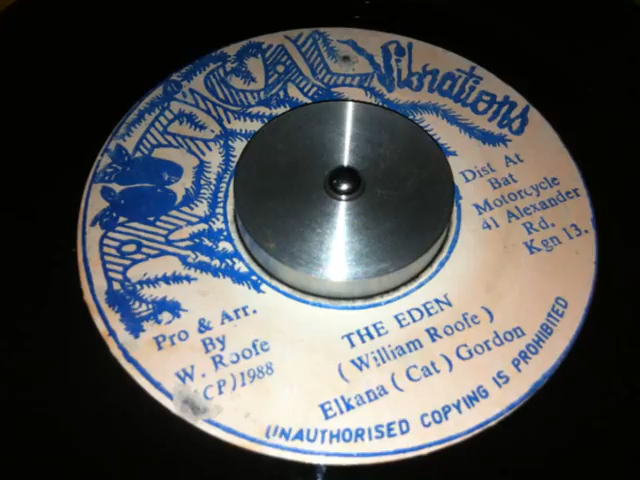 Vibrations
Dist At
Bat
Motorcycle
41 Alexander
Rd.
Kgn 13.
Pro & Arr.
By
W. Roofe
(CP) 1988
THE EDEN
( William Roofe )
Elkana ( Cat ) Gordon
UNAUTHORISED COPYING IS PROHIBITED